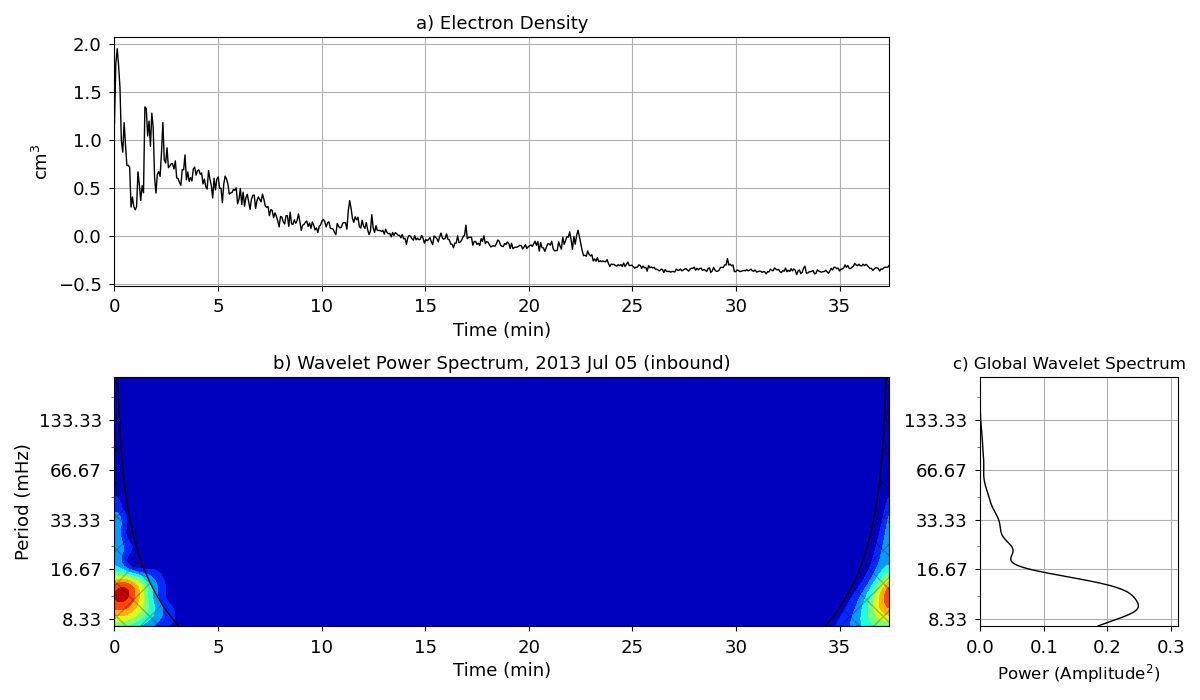 a) Electron Density
2.0
1.5
1.0
0.5
0.0
−0.5
cm³
0 5 10 15 20 25 30 35
Time (min)
b) Wavelet Power Spectrum, 2013 Jul 05 (inbound)
133.33
66.67
33.33
16.67
8.33
Period (mHz)
0 5 10 15 20 25 30 35
Time (min)
c) Global Wavelet Spectrum
133.33
66.67
33.33
16.67
8.33
0.0 0.1 0.2 0.3
Power (Amplitude²)